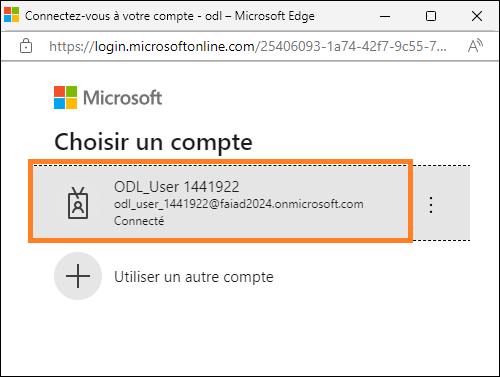 Connectez-vous à votre compte - odl – Microsoft Edge
https://login.microsoftonline.com/25406093-1a74-42f7-9c55-7...
Microsoft
Choisir un compte
ODL_User 1441922
odl_user_1441922@faiad2024.onmicrosoft.com
Connecté
Utiliser un autre compte